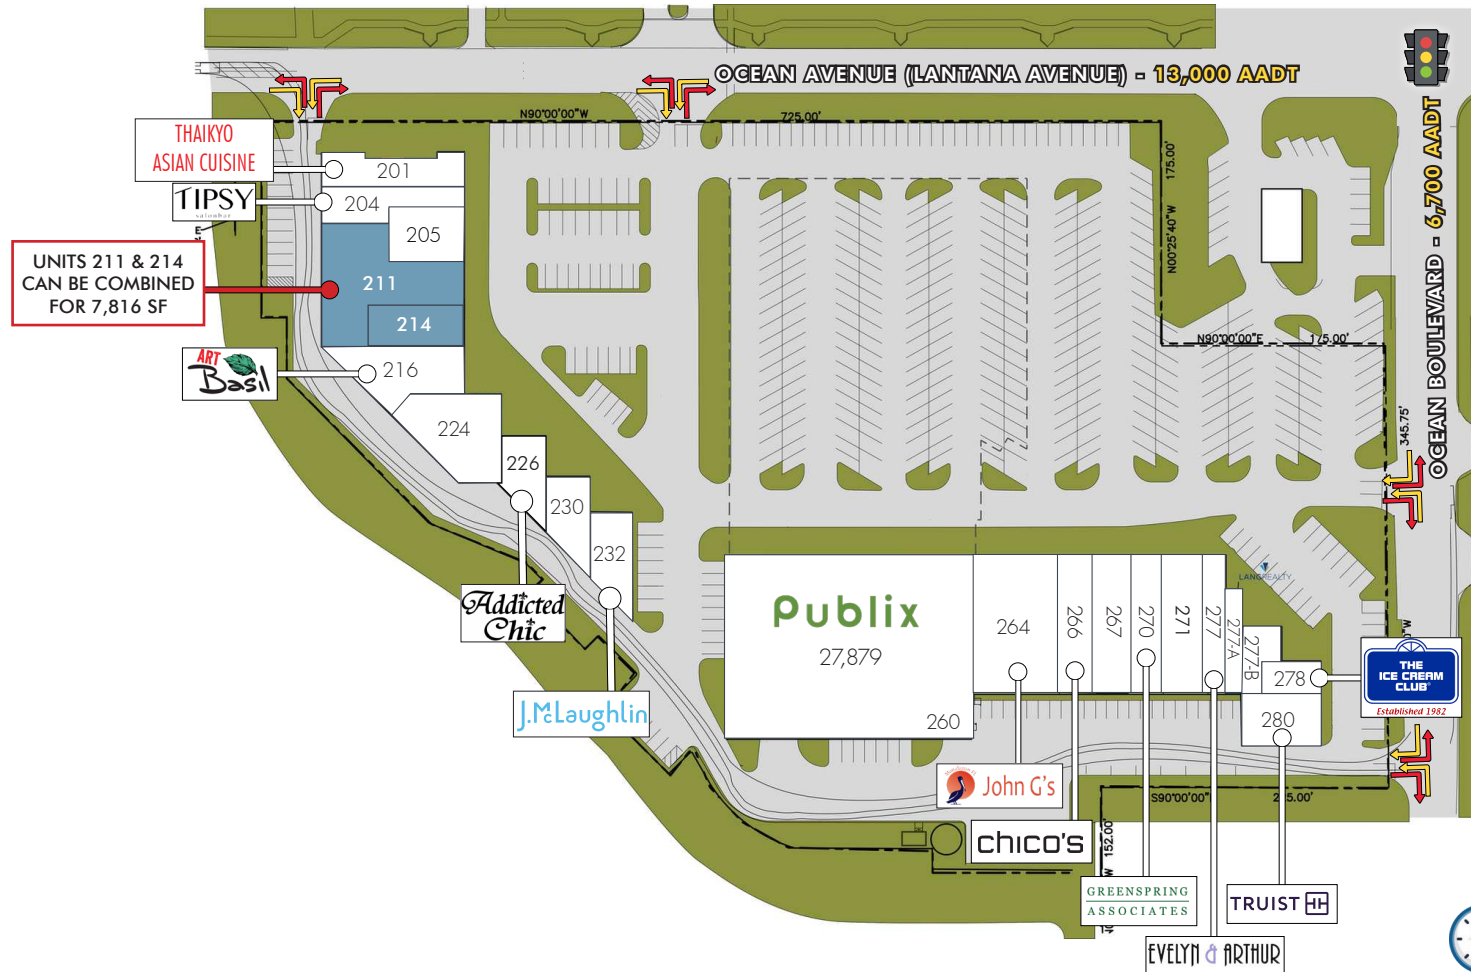 OCEAN AVENUE (LANTANA AVENUE) - 13,000 AADT
OCEAN BOULEVARD - 6,700 AADT
N90°00'00"W
725.00'
175.00'
N00°25'40"W
N90°00'00"E
175.00'
345.75'
THAIKYO
ASIAN CUISINE
201
TIPSY
salonbar
204
205
UNITS 211 & 214
CAN BE COMBINED
FOR 7,816 SF
211
214
ART
Basil
216
224
226
230
232
Addicted
Chic
J.McLaughlin
Publix
27,879
260
264
266
267
270
271
277
277-A
277-B
278
280
LANG REALTY
THE
ICE CREAM
CLUB
Established 1982
John G's
chico's
GREENSPRING
ASSOCIATES
EVELYN & ARTHUR
TRUIST
S90°00'00"
152.00'